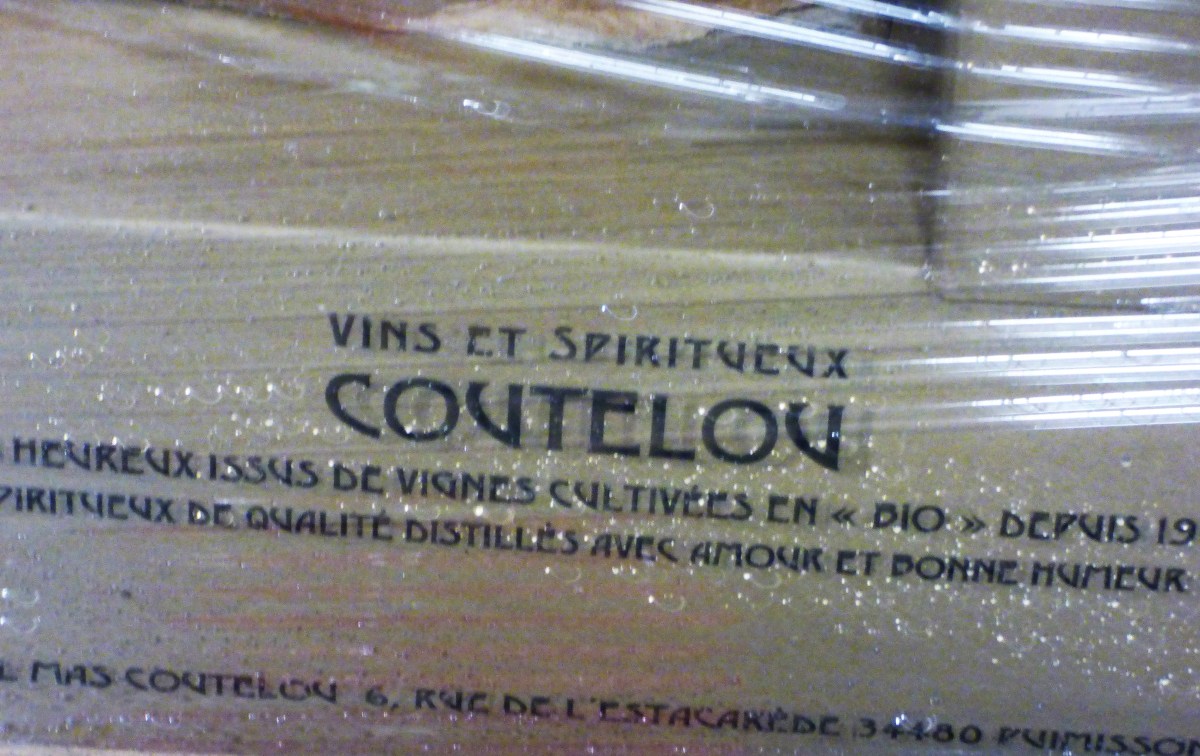 VINS ET SPIRITUEUX
COUTELOU
HEUREUX ISSUS DE VIGNES CULTIVÉES EN « BIO » DEPUIS 19
PIRITUEUX DE QUALITÉ DISTILLÉS AVEC AMOUR ET BONNE HUMEUR
L MAS COUTELOU 6, RUE DE L'ESTACARÈDE 34480 PUIMISSO